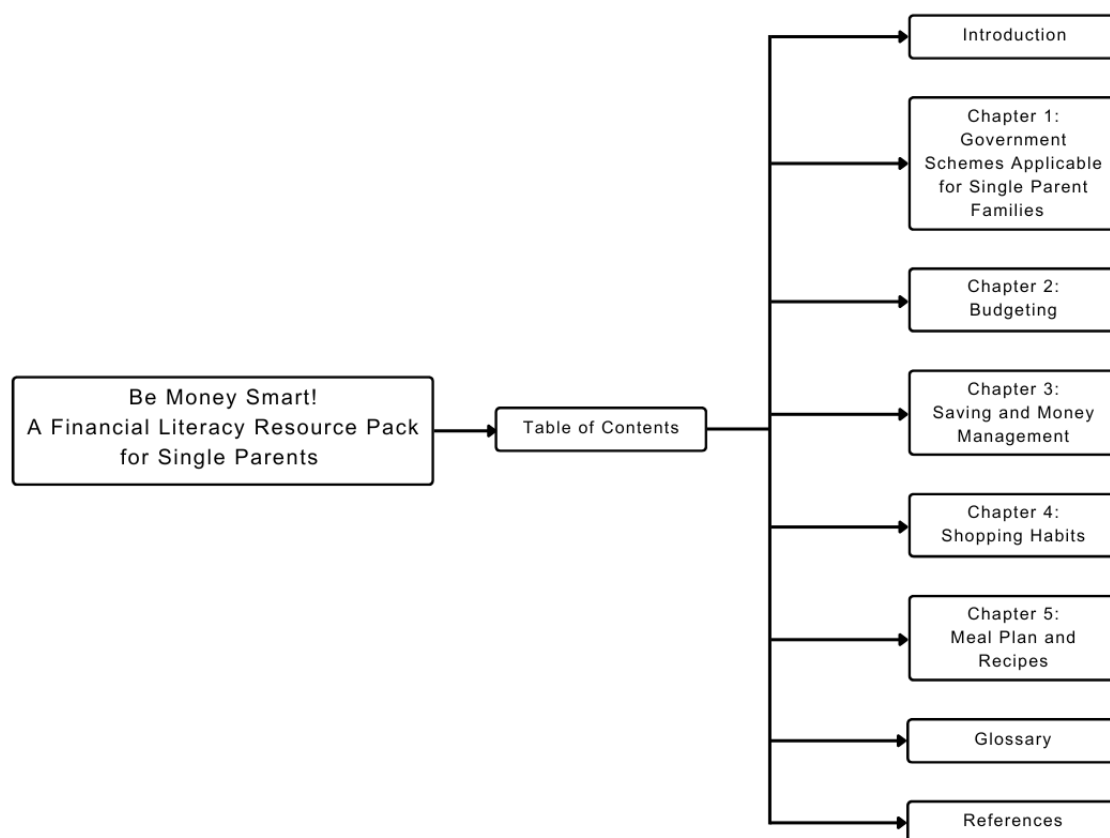 Be Money Smart!
A Financial Literacy Resource Pack
for Single Parents
Table of Contents
Introduction
Chapter 1:
Government
Schemes Applicable
for Single Parent
Families
Chapter 2:
Budgeting
Chapter 3:
Saving and Money
Management
Chapter 4:
Shopping Habits
Chapter 5:
Meal Plan and
Recipes
Glossary
References